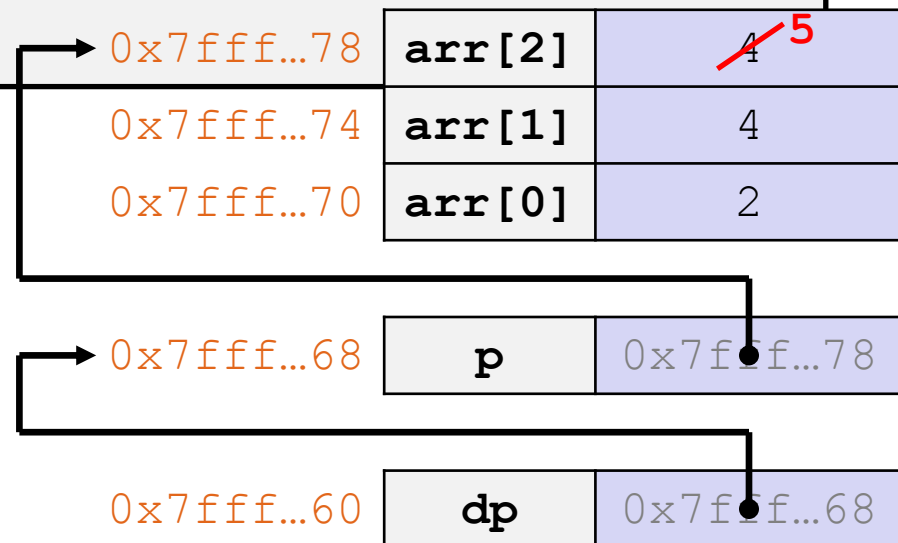 0x7fff…78 arr[2] 4 5
0x7fff…74 arr[1] 4
0x7fff…70 arr[0] 2
0x7fff…68 p 0x7fff…78
0x7fff…60 dp 0x7fff…68